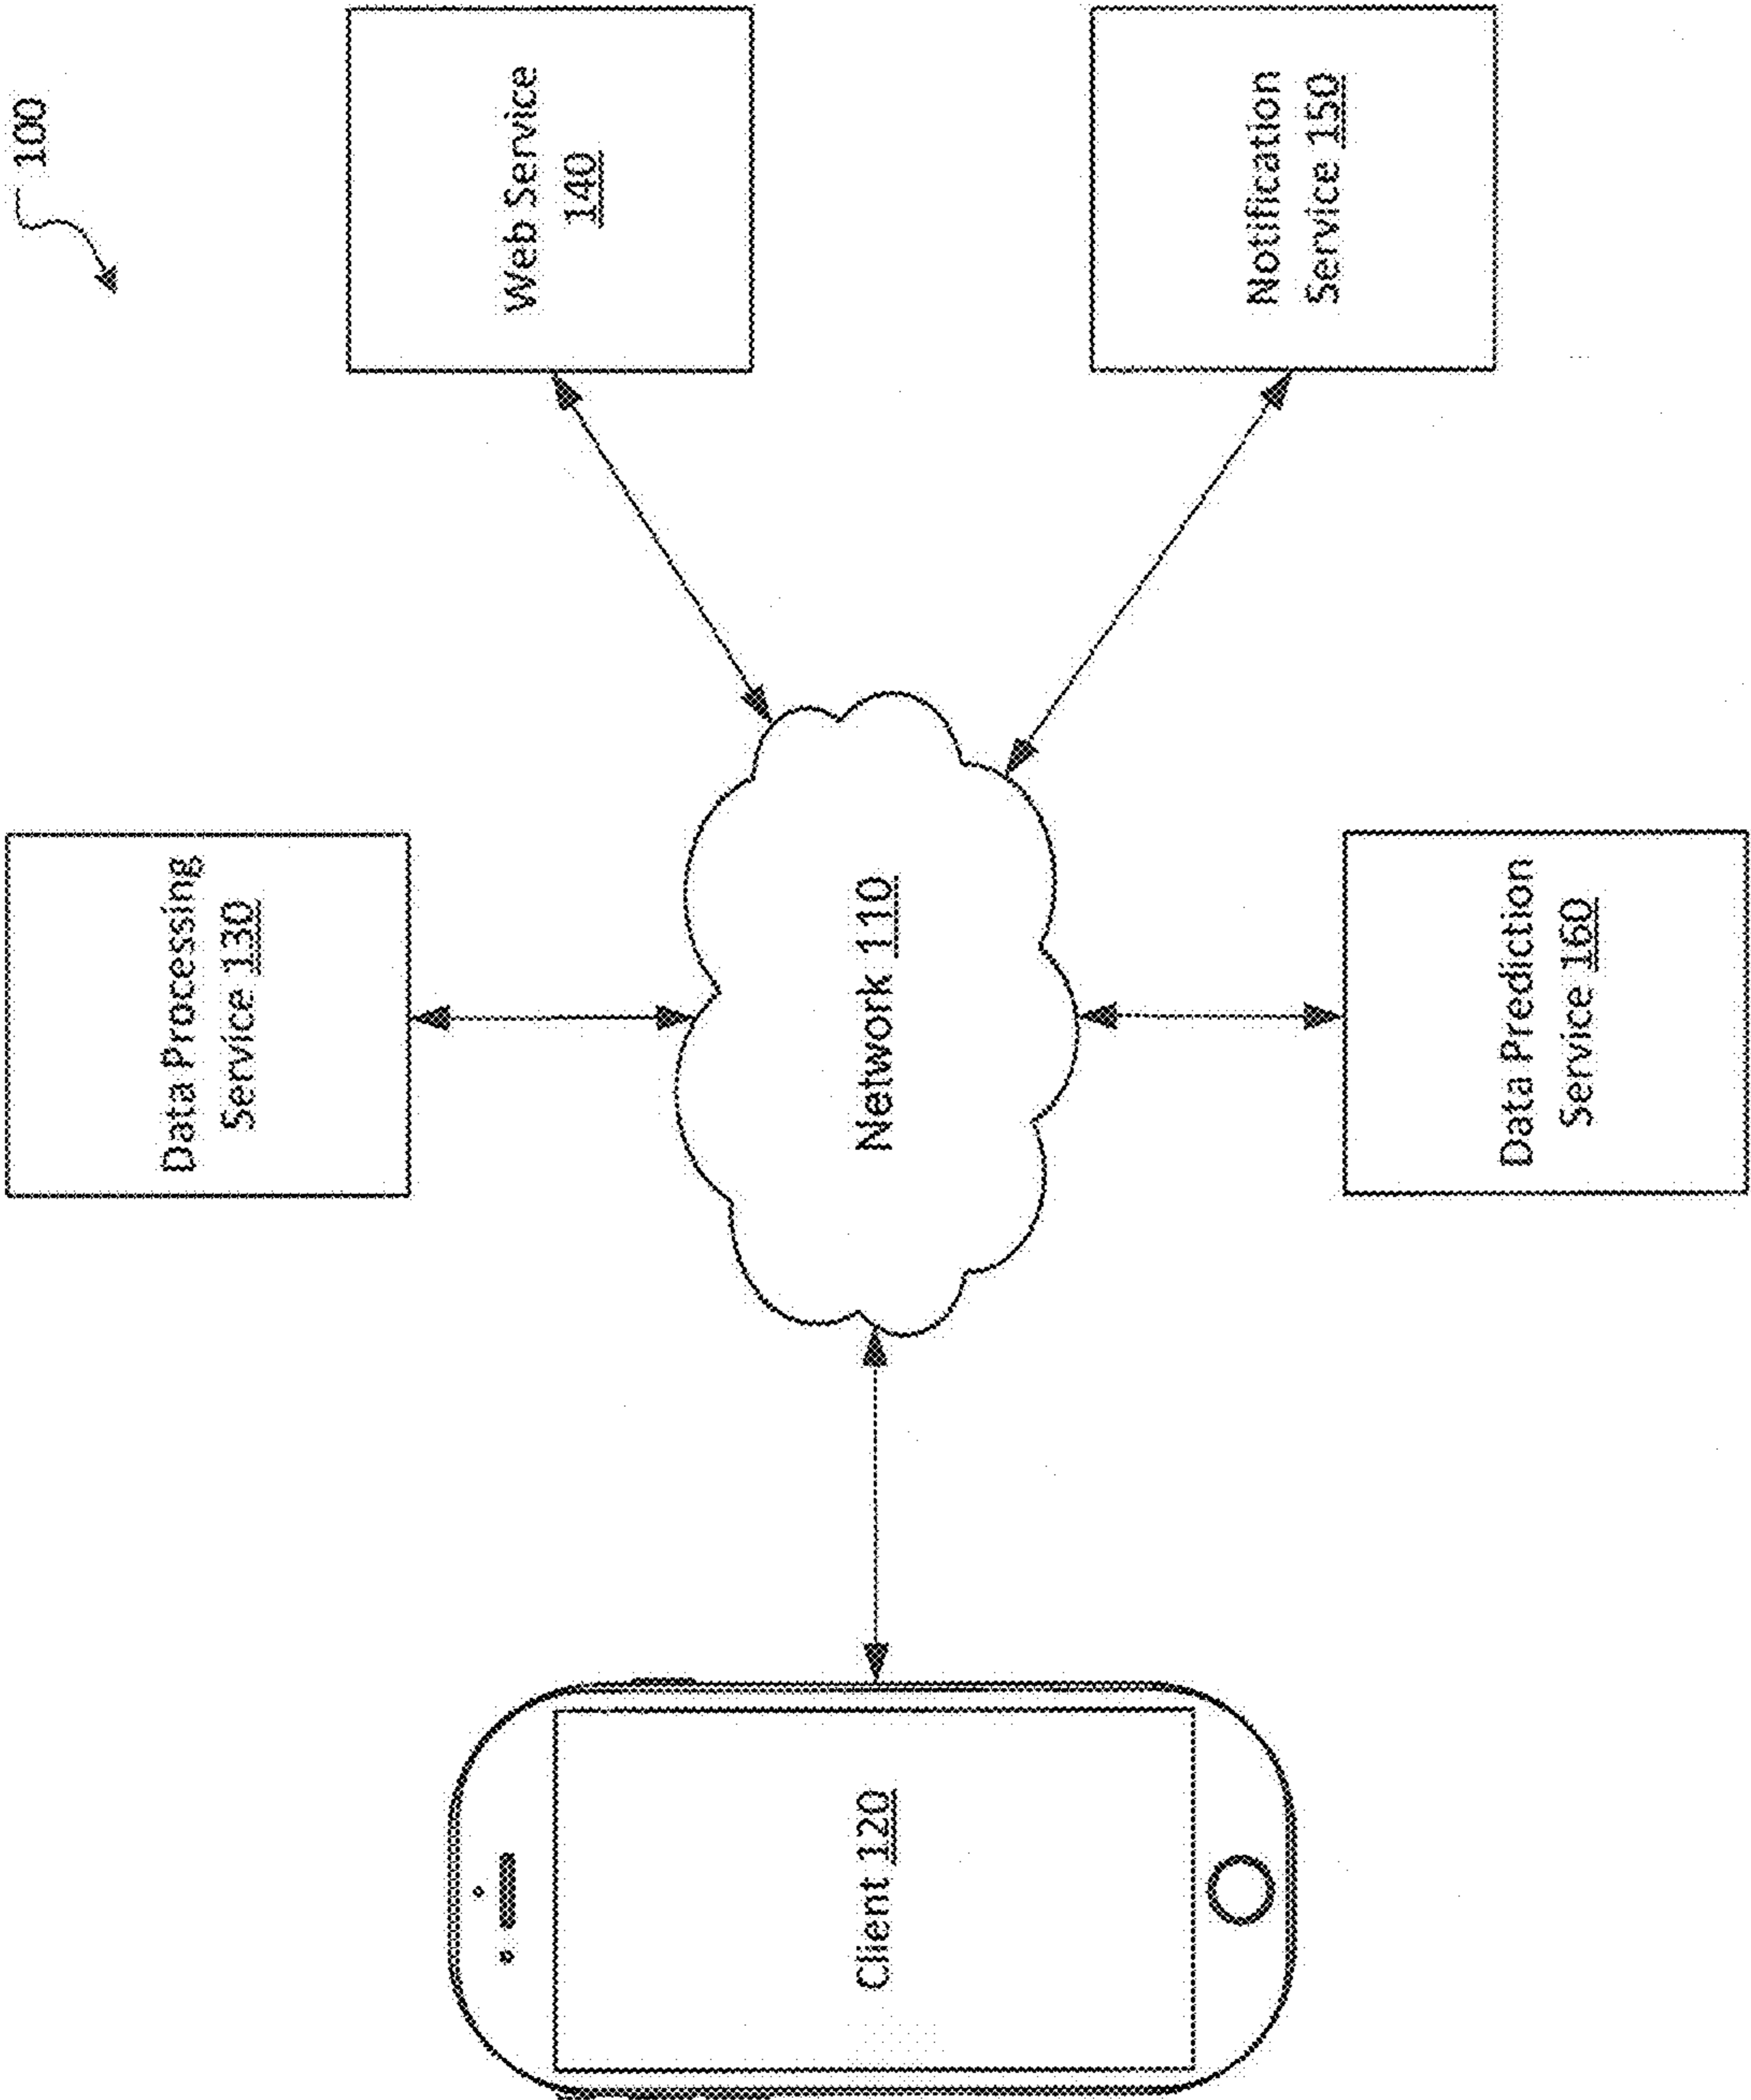 100
Data Processing
Service 130
Web Service
140
Client 120
Network 110
Data Prediction
Service 160
Notification
Service 150